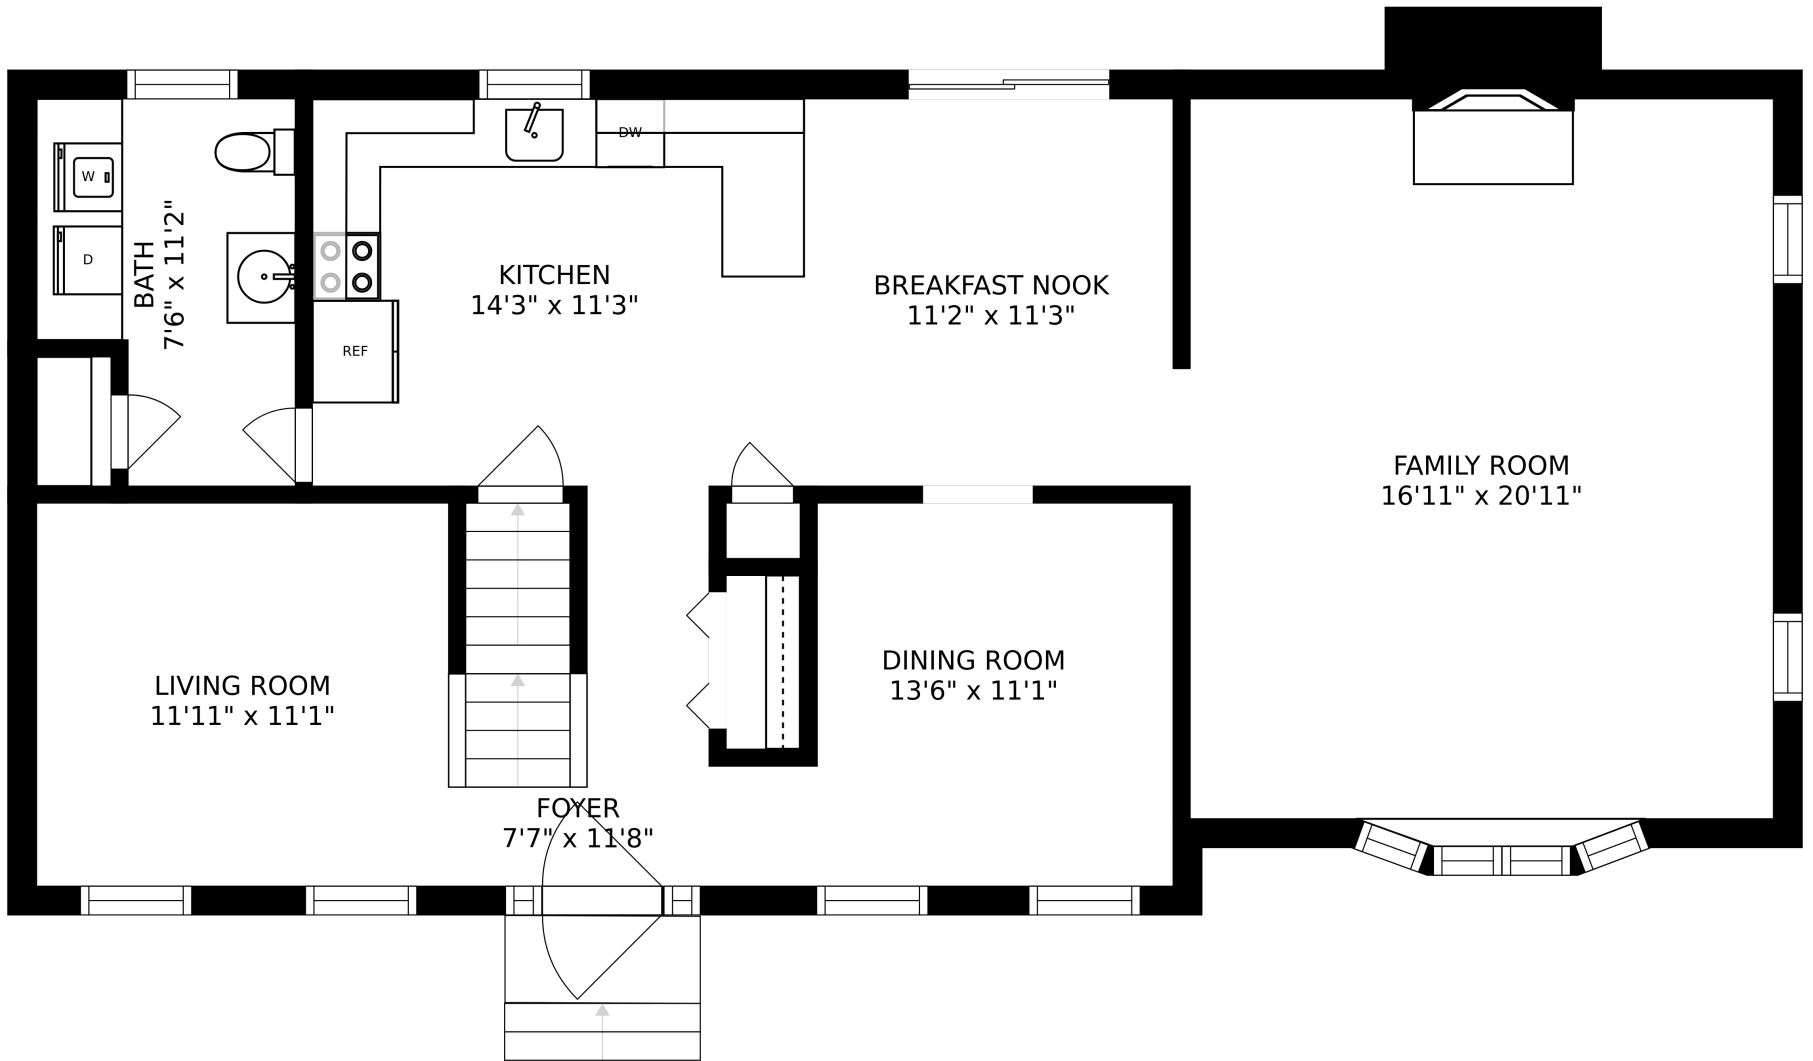 DW
W
D
BATH
7'6" x 11'2"
KITCHEN
14'3" x 11'3"
BREAKFAST NOOK
11'2" x 11'3"
REF
FAMILY ROOM
16'11" x 20'11"
LIVING ROOM
11'11" x 11'1"
DINING ROOM
13'6" x 11'1"
FOYER
7'7" x 11'8"